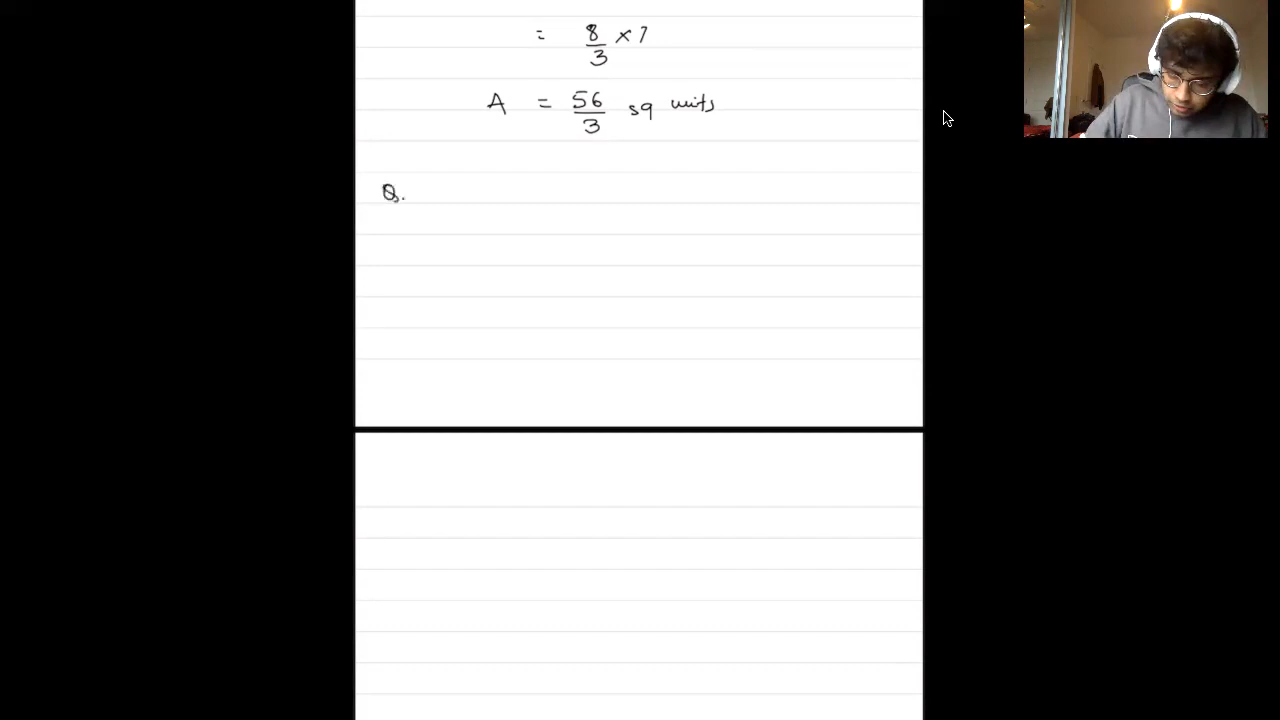 = 8/3 × 7
A = 56/3 sq units
Q.